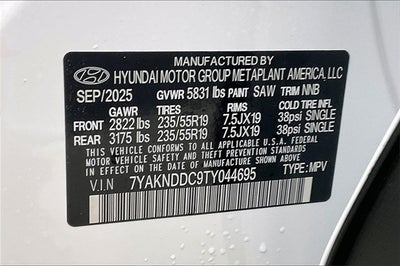 MANUFACTURED BY
HYUNDAI MOTOR GROUP METAPLANT AMERICA, LLC
SEP/2025 GVWR 5831 lbs PAINT SAW TRIM NNB
GAWR TIRES RIMS COLD TIRE INFL
FRONT 2822 lbs 235/55R19 7.5JX19 38psi SINGLE
REAR 3175 lbs 235/55R19 7.5JX19 38psi SINGLE
THIS VEHICLE CONFORMS TO ALL APPLICABLE FEDERAL
MOTOR VEHICLE SAFETY AND THEFT PREVENTION STANDARDS
IN EFFECT ON THE DATE OF MANUFACTURE SHOWN ABOVE.
V.I.N 7YAKNDDC9TY044695 TYPE: MPV